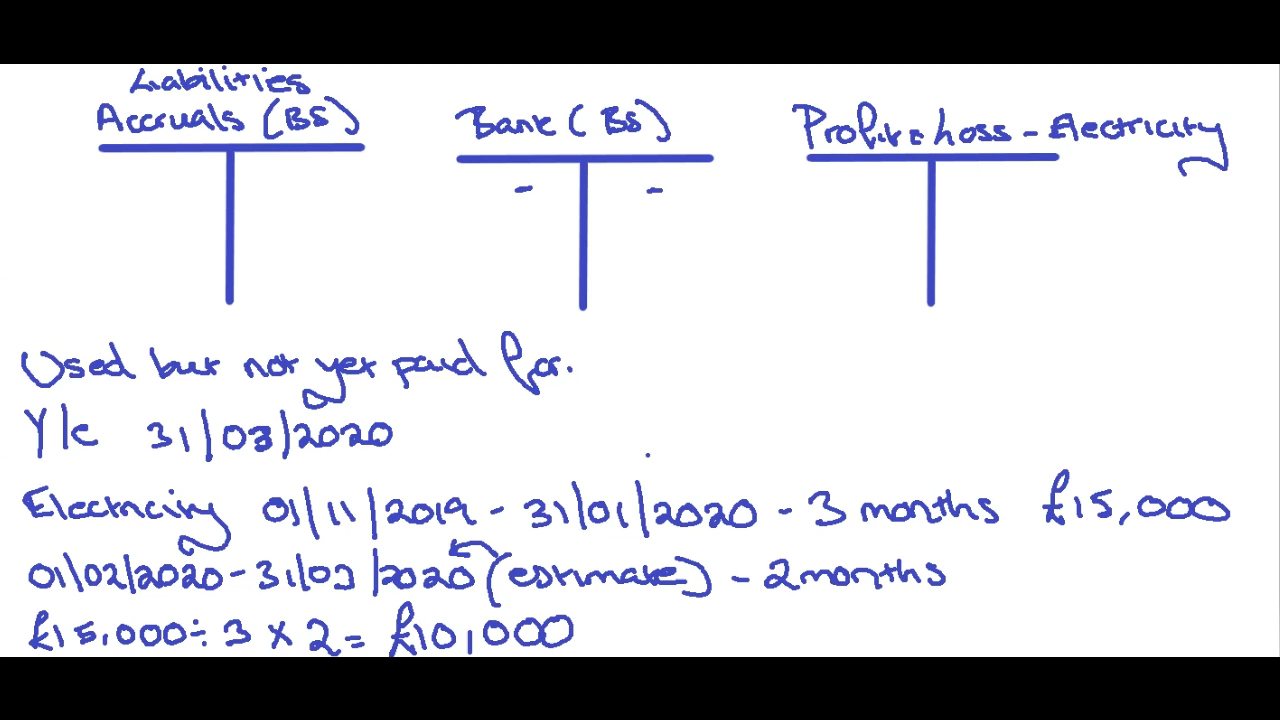 Liabilities
Accruals (BS)
Bank (BS)
Profit & Loss - Electricity
- -
Used but not yet paid for.
Y/e 31/03/2020
Electricity 01/11/2019 - 31/01/2020 - 3 months £15,000
01/02/2020 - 31/03/2020 (estimate) - 2 months
£15,000 ÷ 3 x 2 = £10,000